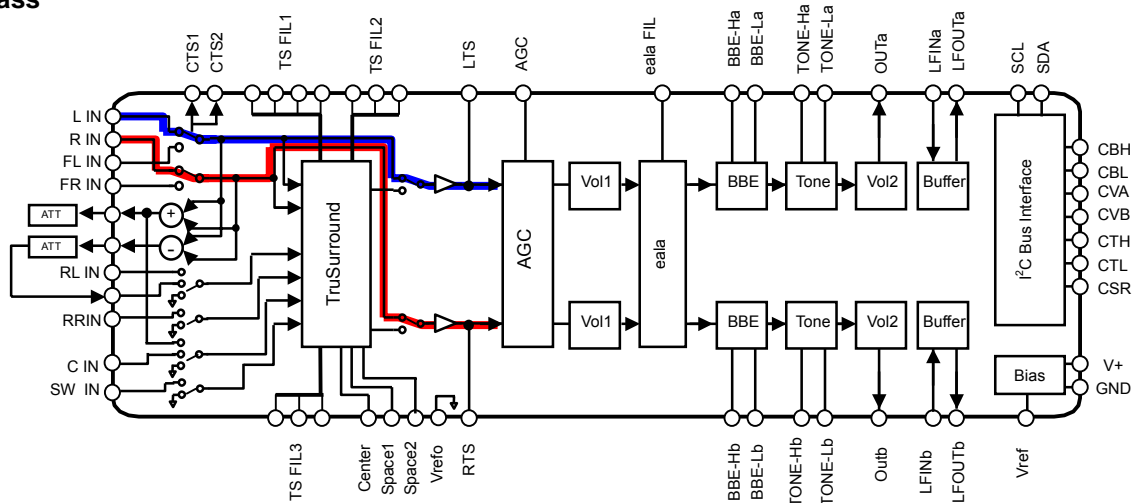 ass
CTS1
CTS2
TS FIL1
TS FIL2
LTS
AGC
eala FIL
BBE-Ha
BBE-La
TONE-Ha
TONE-La
OUTa
LFINa
LFOUTa
SCL
SDA
L IN
R IN
FL IN
FR IN
ATT
+
ATT
-
RL IN
RRIN
C IN
SW IN
TruSurround
AGC
Vol1
eala
BBE
Tone
Vol2
Buffer
Vol1
BBE
Tone
Vol2
Buffer
I²C Bus Interface
Bias
CBH
CBL
CVA
CVB
CTH
CTL
CSR
V+
GND
TS FIL3
Center
Space1
Space2
Vrefo
RTS
BBE-Hb
BBE-Lb
TONE-Hb
TONE-Lb
Outb
LFINb
LFOUTb
Vref